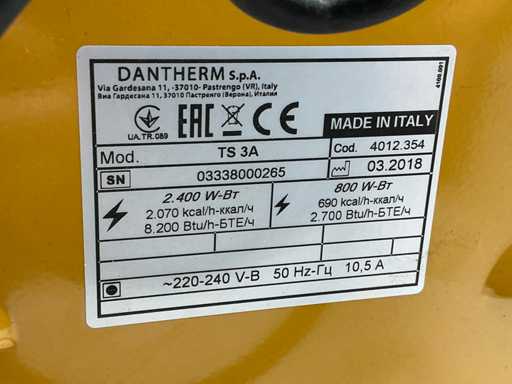 DANTHERM S.p.A.
Via Gardesana 11, -37010- Pastrengo (VR), Italy
Виа Гардесана 11, 37010 Пастренго (Верона), Италия
4108.091
UA.TR.089
EAC CE
MADE IN ITALY
Mod. TS 3A Cod. 4012.354
SN 03338000265 03.2018
2.400 W-Вт 800 W-Вт
2.070 kcal/h-ккал/ч 690 kcal/h-ккал/ч
8.200 Btu/h-БТЕ/ч 2.700 Btu/h-БТЕ/ч
~220-240 V-В 50 Hz-Гц 10,5 A